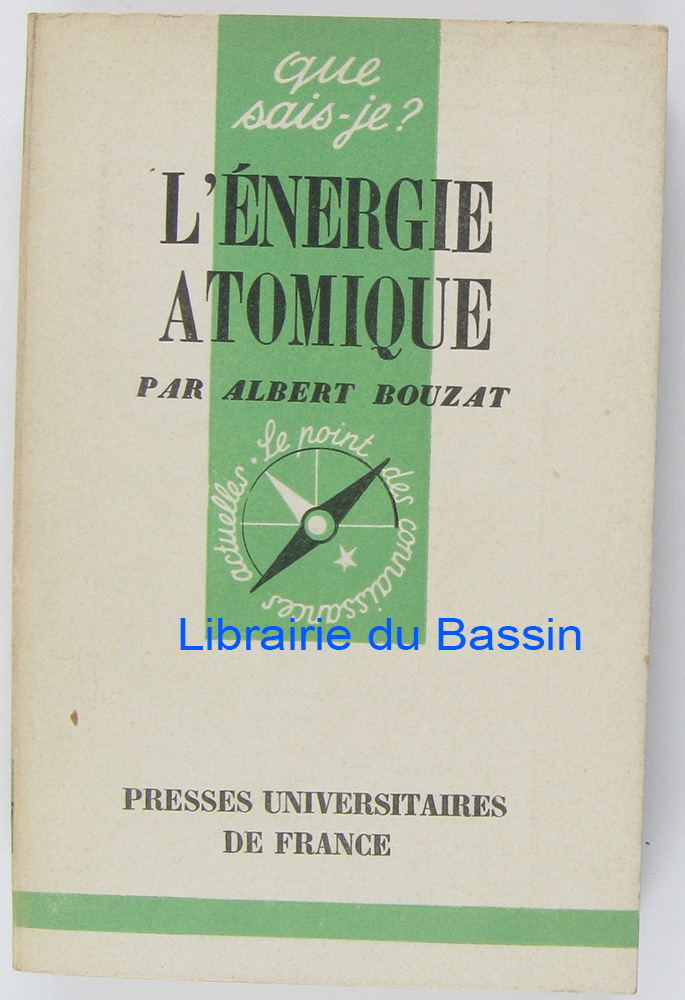 que
sais-je?
L'ÉNERGIE
ATOMIQUE
PAR ALBERT BOUZAT
Le point des connaissances actuelles.
Librairie du Bassin
PRESSES UNIVERSITAIRES
DE FRANCE